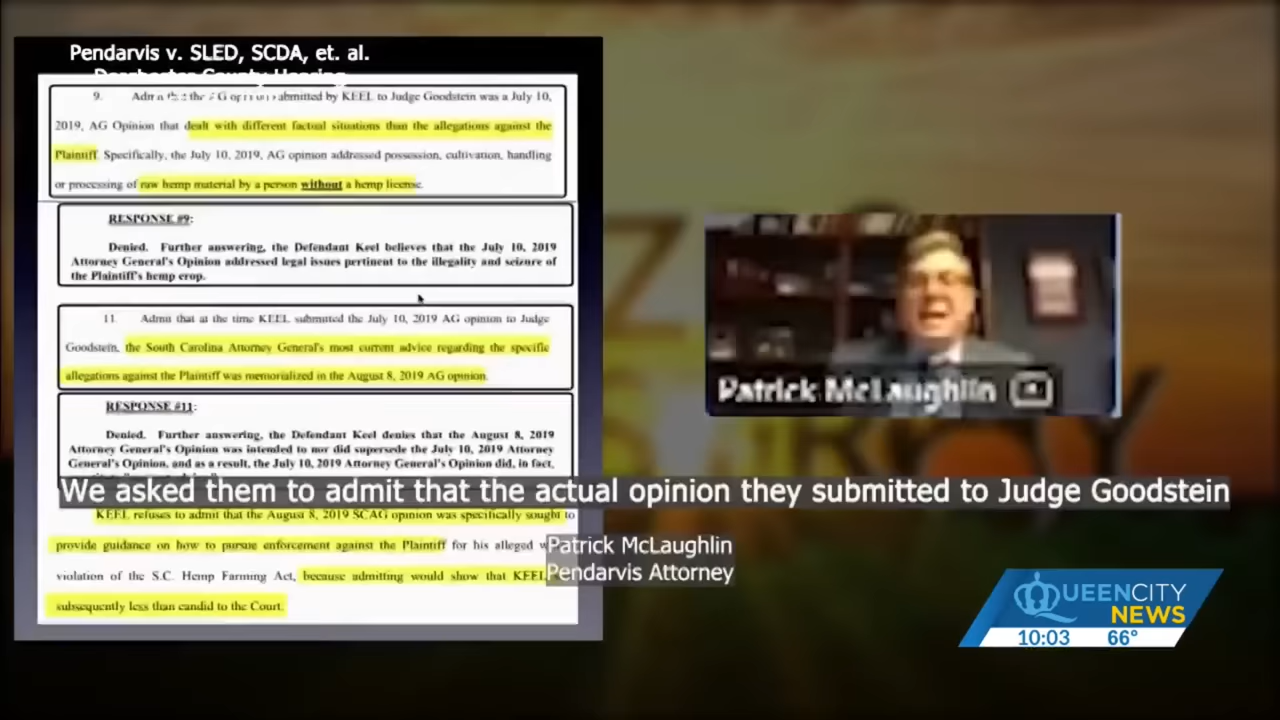 Pendarvis v. SLED, SCDA, et. al.
Dorchester County Hearing
9. Admit that the AG opinion submitted by KEEL to Judge Goodstein was a July 10,
2019, AG Opinion that dealt with different factual situations than the allegations against the
Plaintiff. Specifically, the July 10, 2019, AG opinion addressed possession, cultivation, handling
or processing of raw hemp material by a person without a hemp license.
RESPONSE #9:
Denied. Further answering, the Defendant Keel believes that the July 10, 2019
Attorney General's Opinion addressed legal issues pertinent to the illegality and seizure of
the Plaintiff's hemp crop.
11. Admit that at the time KEEL submitted the July 10, 2019 AG opinion to Judge
Goodstein, the South Carolina Attorney General's most current advice regarding the specific
allegations against the Plaintiff was memorialized in the August 8, 2019 AG opinion.
RESPONSE #11:
Denied. Further answering, the Defendant Keel denies that the August 8, 2019
Attorney General's Opinion was intended to nor did supersede the July 10, 2019 Attorney
General's Opinion, and as a result, the July 10, 2019 Attorney General's Opinion did, in fact,
We asked them to admit that the actual opinion they submitted to Judge Goodstein
KEEL refuses to admit that the August 8, 2019 SCAG opinion was specifically sought to
provide guidance on how to pursue enforcement against the Plaintiff for his alleged
violation of the S.C. Hemp Farming Act, because admitting would show that KEEL
subsequently less than candid to the Court.
Patrick McLaughlin
Patrick McLaughlin
Pendarvis Attorney
QUEEN CITY
NEWS
10:03 66°